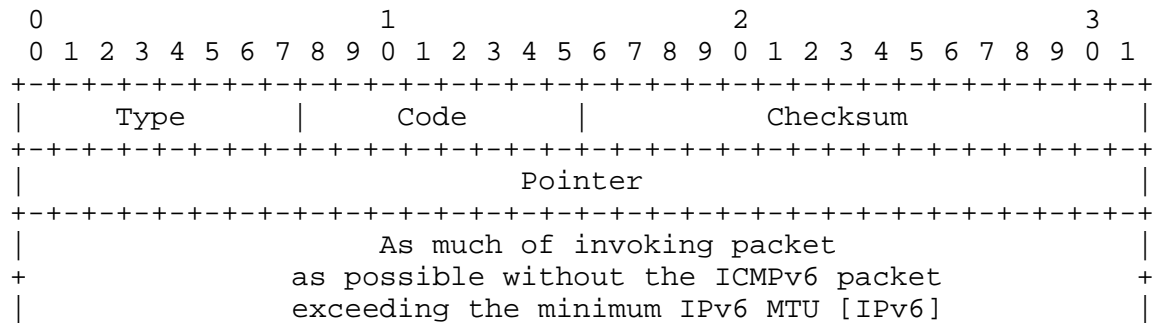 0                   1                   2                   3
 0 1 2 3 4 5 6 7 8 9 0 1 2 3 4 5 6 7 8 9 0 1 2 3 4 5 6 7 8 9 0 1
+-+-+-+-+-+-+-+-+-+-+-+-+-+-+-+-+-+-+-+-+-+-+-+-+-+-+-+-+-+-+-+-+
|     Type      |     Code      |          Checksum             |
+-+-+-+-+-+-+-+-+-+-+-+-+-+-+-+-+-+-+-+-+-+-+-+-+-+-+-+-+-+-+-+-+
|                            Pointer                            |
+-+-+-+-+-+-+-+-+-+-+-+-+-+-+-+-+-+-+-+-+-+-+-+-+-+-+-+-+-+-+-+-+
|                    As much of invoking packet                 |
+               as possible without the ICMPv6 packet           +
|               exceeding the minimum IPv6 MTU [IPv6]           |